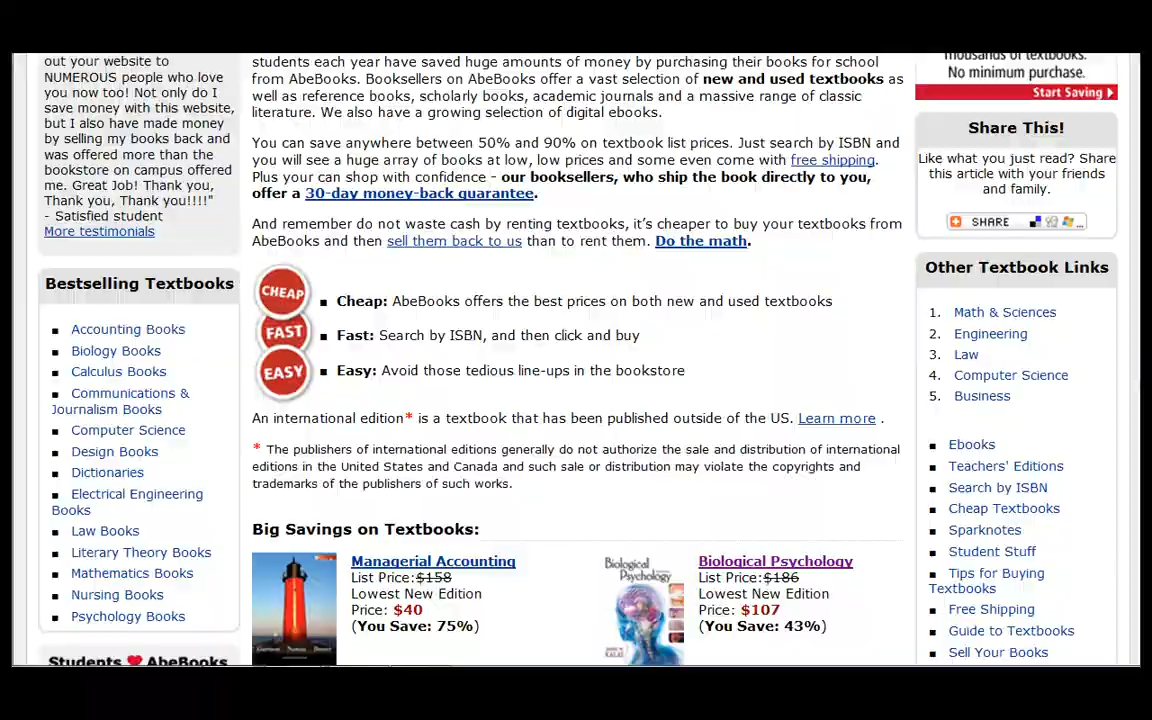 out your website to
NUMEROUS people who love
you now too! Not only do I
save money with this website,
but I also have made money
by selling my books back and
was offered more than the
bookstore on campus offered
me. Great Job! Thank you,
Thank you, Thank you!!!!"
- Satisfied student
More testimonials
Bestselling Textbooks
Accounting Books
Biology Books
Calculus Books
Communications &
Journalism Books
Computer Science
Design Books
Dictionaries
Electrical Engineering
Books
Law Books
Literary Theory Books
Mathematics Books
Nursing Books
Psychology Books
Students AbeBooks
students each year have saved huge amounts of money by purchasing their books for school
from AbeBooks. Booksellers on AbeBooks offer a vast selection of new and used textbooks as
well as reference books, scholarly books, academic journals and a massive range of classic
literature. We also have a growing selection of digital ebooks.
You can save anywhere between 50% and 90% on textbook list prices. Just search by ISBN and
you will see a huge array of books at low, low prices and some even come with free shipping.
Plus your can shop with confidence - our booksellers, who ship the book directly to you,
offer a 30-day money-back guarantee.
And remember do not waste cash by renting textbooks, it's cheaper to buy your textbooks from
AbeBooks and then sell them back to us than to rent them. Do the math.
CHEAP
FAST
EASY
Cheap: AbeBooks offers the best prices on both new and used textbooks
Fast: Search by ISBN, and then click and buy
Easy: Avoid those tedious line-ups in the bookstore
An international edition* is a textbook that has been published outside of the US. Learn more .
* The publishers of international editions generally do not authorize the sale and distribution of international
editions in the United States and Canada and such sale or distribution may violate the copyrights and
trademarks of the publishers of such works.
Big Savings on Textbooks:
Managerial Accounting
List Price:$158
Lowest New Edition
Price: $40
(You Save: 75%)
Biological
Psychology
Biological Psychology
List Price:$186
Lowest New Edition
Price: $107
(You Save: 43%)
thousands of textbooks.
No minimum purchase.
Start Saving
Share This!
Like what you just read? Share
this article with your friends
and family.
SHARE
Other Textbook Links
1. Math & Sciences
2. Engineering
3. Law
4. Computer Science
5. Business
Ebooks
Teachers' Editions
Search by ISBN
Cheap Textbooks
Sparknotes
Student Stuff
Tips for Buying
Textbooks
Free Shipping
Guide to Textbooks
Sell Your Books